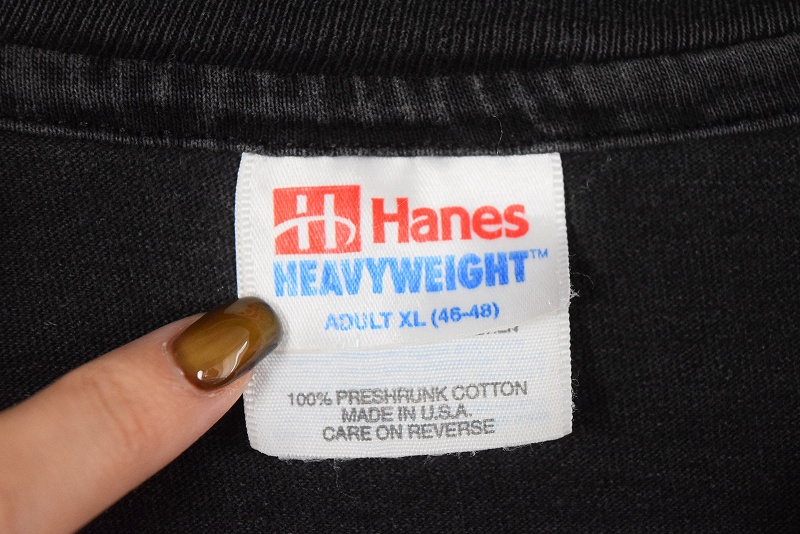 H Hanes
HEAVYWEIGHT™
ADULT XL (46-48)
100% PRESHRUNK COTTON
MADE IN U.S.A.
CARE ON REVERSE